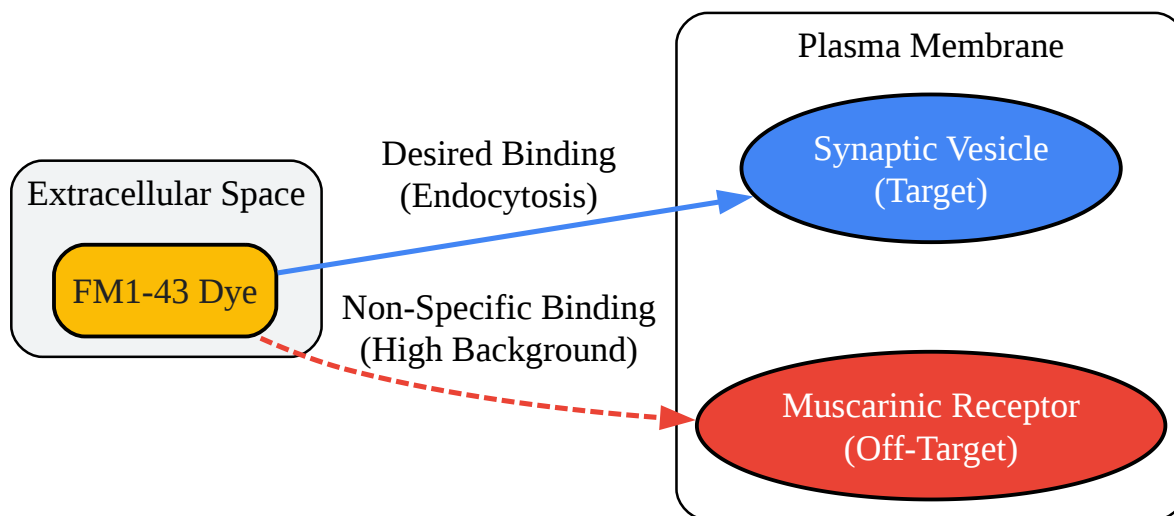 Plasma Membrane
Extracellular Space
FM1-43 Dye
Desired Binding
(Endocytosis)
Non-Specific Binding
(High Background)
Synaptic Vesicle
(Target)
Muscarinic Receptor
(Off-Target)